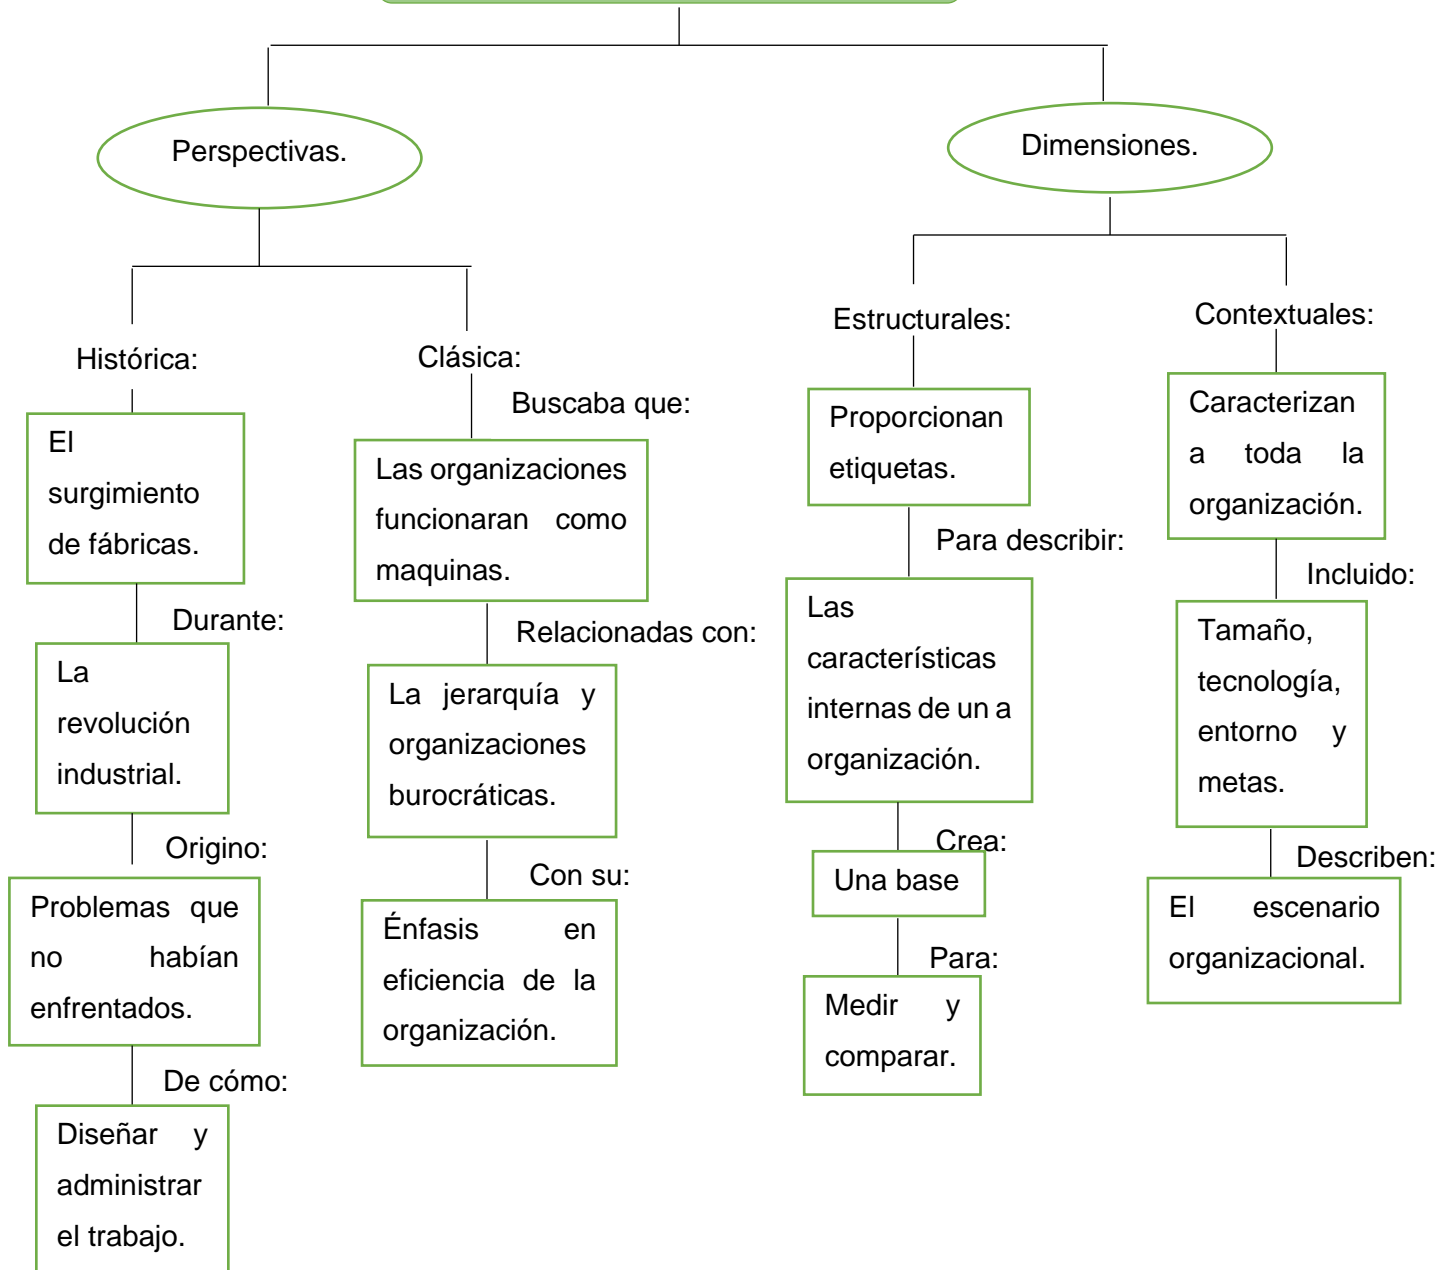 Perspectivas.
Dimensiones.
Histórica:
El
surgimiento
de fábricas.
Durante:
La
revolución
industrial.
Origino:
Problemas que
no habían
enfrentados.
De cómo:
Diseñar y
administrar
el trabajo.
Clásica:
Buscaba que:
Las organizaciones
funcionaran como
maquinas.
Relacionadas con:
La jerarquía y
organizaciones
burocráticas.
Con su:
Énfasis en
eficiencia de la
organización.
Estructurales:
Proporcionan
etiquetas.
Para describir:
Las
características
internas de un a
organización.
Crea:
Una base
Para:
Medir y
comparar.
Contextuales:
Caracterizan
a toda la
organización.
Incluido:
Tamaño,
tecnología,
entorno y
metas.
Describen:
El escenario
organizacional.